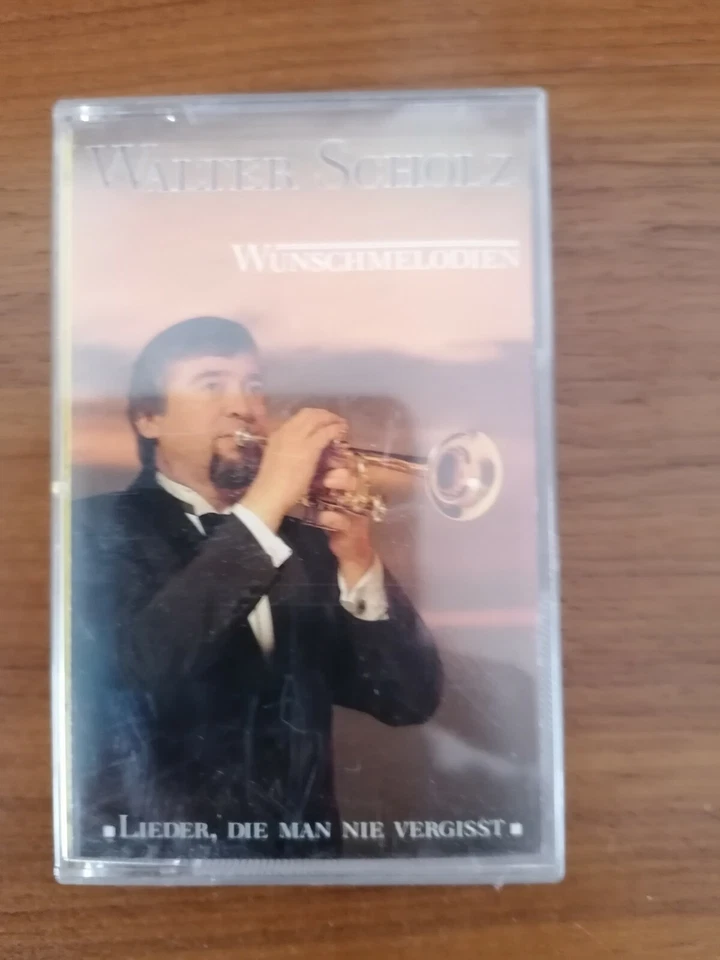 WALTER SCHOLZ
WUNSCHMELODIEN
▪LIEDER, DIE MAN NIE VERGISST▪